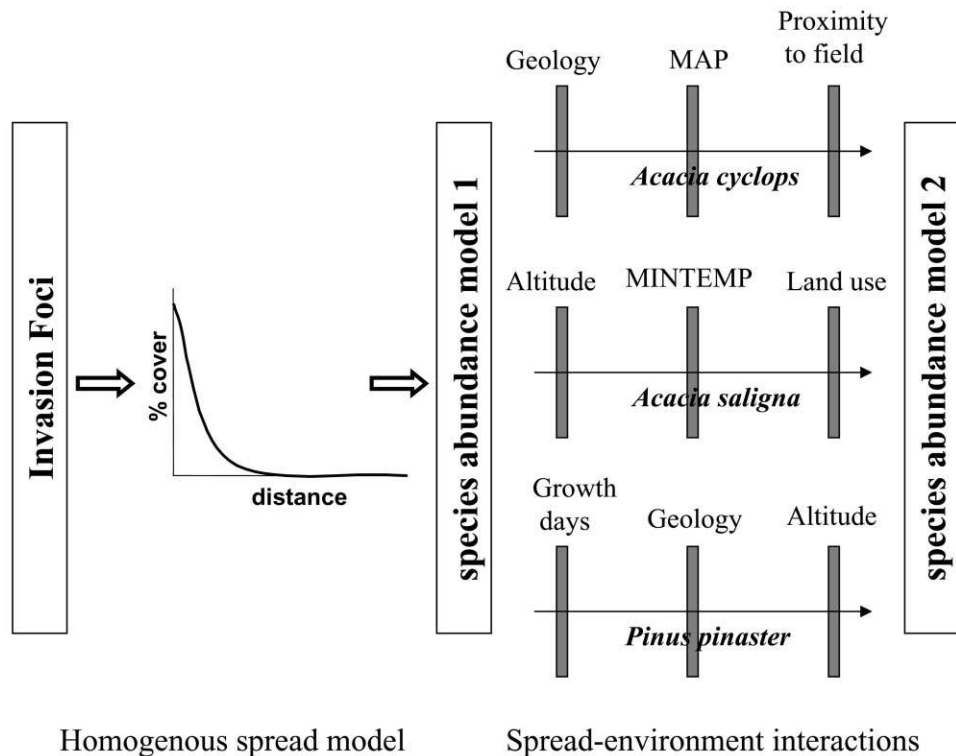 Invasion Foci
% cover
distance
species abundance model 1
Geology
MAP
Proximity
to field
Acacia cyclops
Altitude
MINTEMP
Land use
Acacia saligna
Growth
days
Geology
Altitude
Pinus pinaster
species abundance model 2
Homogenous spread model
Spread-environment interactions